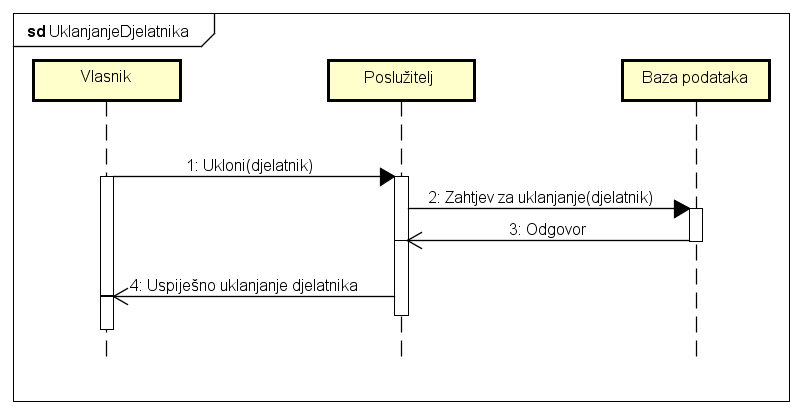 sd UklanjanjeDjelatnika
Vlasnik
Poslužitelj
Baza podataka
1: Ukloni(djelatnik)
2: Zahtjev za uklanjanje(djelatnik)
3: Odgovor
4: Uspiješno uklanjanje djelatnika